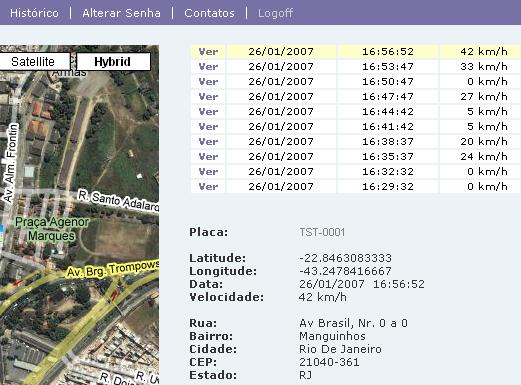 Histórico | Alterar Senha | Contatos | Logoff
Satellite Hybrid
Armas
Av. Alm. Frontin
R. Santo Adalardo
Praça Agenor
Marques
Av. Brg. Trompows
Ver 26/01/2007 16:56:52 42 km/h
Ver 26/01/2007 16:53:47 33 km/h
Ver 26/01/2007 16:50:47 0 km/h
Ver 26/01/2007 16:47:47 27 km/h
Ver 26/01/2007 16:44:42 5 km/h
Ver 26/01/2007 16:41:42 5 km/h
Ver 26/01/2007 16:38:37 20 km/h
Ver 26/01/2007 16:35:37 24 km/h
Ver 26/01/2007 16:32:32 0 km/h
Ver 26/01/2007 16:29:32 0 km/h
Placa: TST-0001
Latitude: -22.8463083333
Longitude: -43.2478416667
Data: 26/01/2007 16:56:52
Velocidade: 42 km/h
Rua: Av Brasil, Nr. 0 a 0
Bairro: Manguinhos
Cidade: Rio De Janeiro
CEP: 21040-361
Estado: RJ